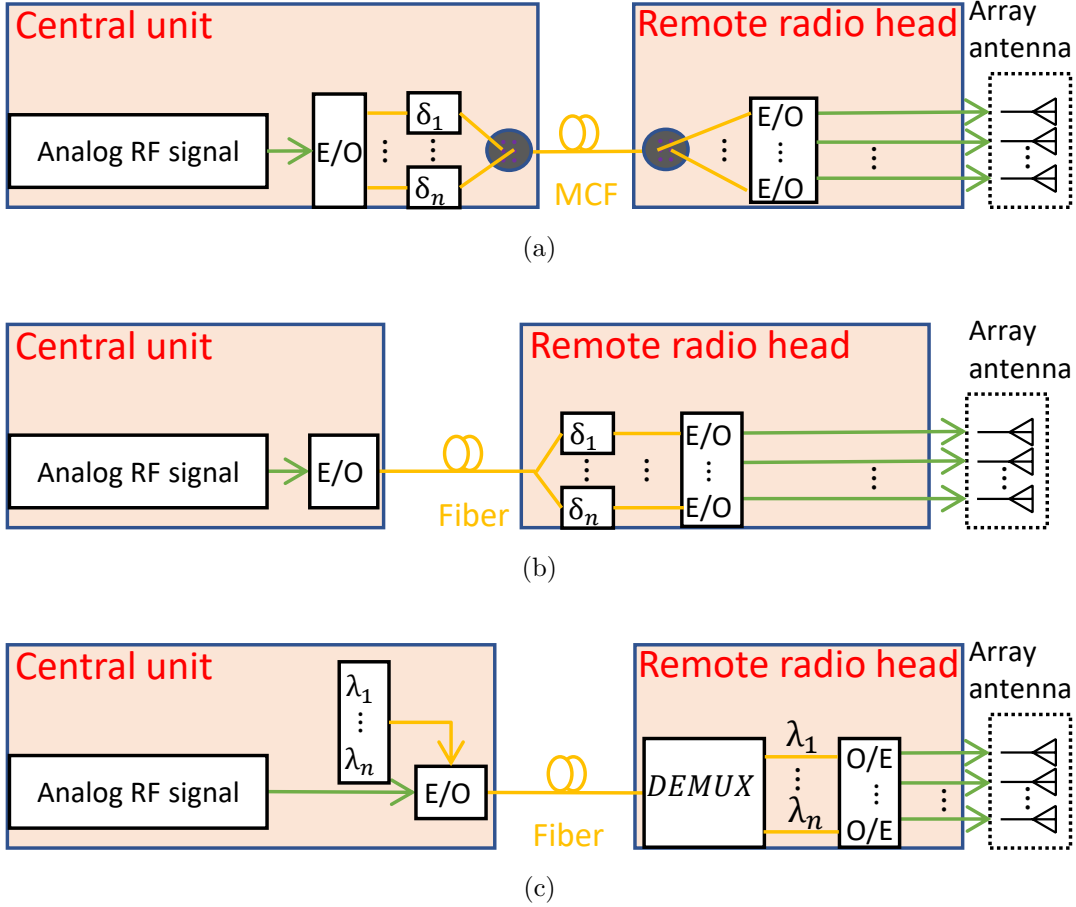 Central unit
Remote radio head
Array
antenna
Analog RF signal
E/O
δ₁
⋮
⋮
δₙ
MCF
⋮
E/O
E/O
⋮
⋮
(a)
Central unit
Remote radio head
Array
antenna
Analog RF signal
E/O
Fiber
δ₁
⋮
⋮
δₙ
E/O
⋮
E/O
⋮
⋮
(b)
Central unit
Remote radio head
Array
antenna
λ₁
⋮
λₙ
Analog RF signal
E/O
Fiber
DEMUX
λ₁
⋮
λₙ
O/E
⋮
O/E
⋮
⋮
(c)